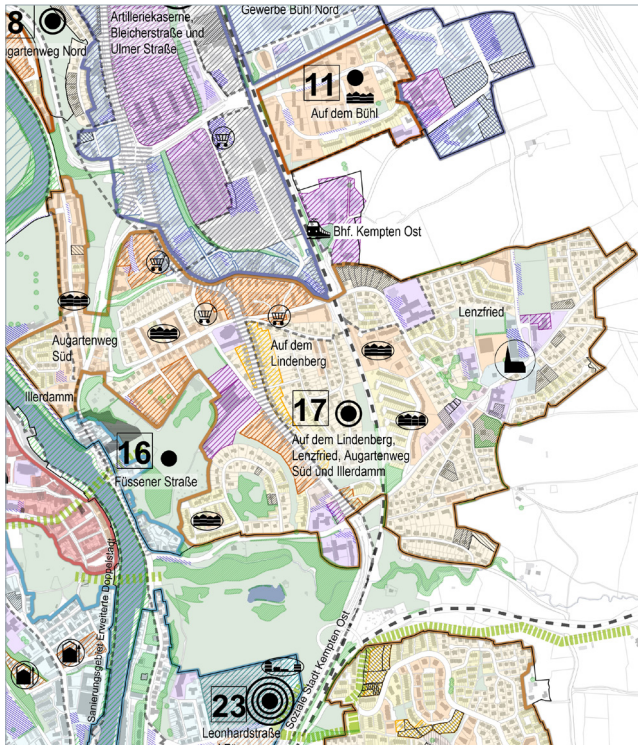 8
Artilleriekaserne,
Bleicherstraße und
Ulmer Straße
Gewerbe Bühl Nord
ugartenweg Nord
11
Auf dem Bühl
Bhf. Kempten Ost
Lenzfried
Augartenweg
Süd
Auf dem
Lindenberg
Illerdamm
17
Auf dem Lindenberg,
Lenzfried, Augartenweg
Süd und Illerdamm
16
Füssener Straße
Sanierungsgebiet Erweiterte Doppelstadt
Soziale Stadt Kempten Ost
23
Leonhardstraße